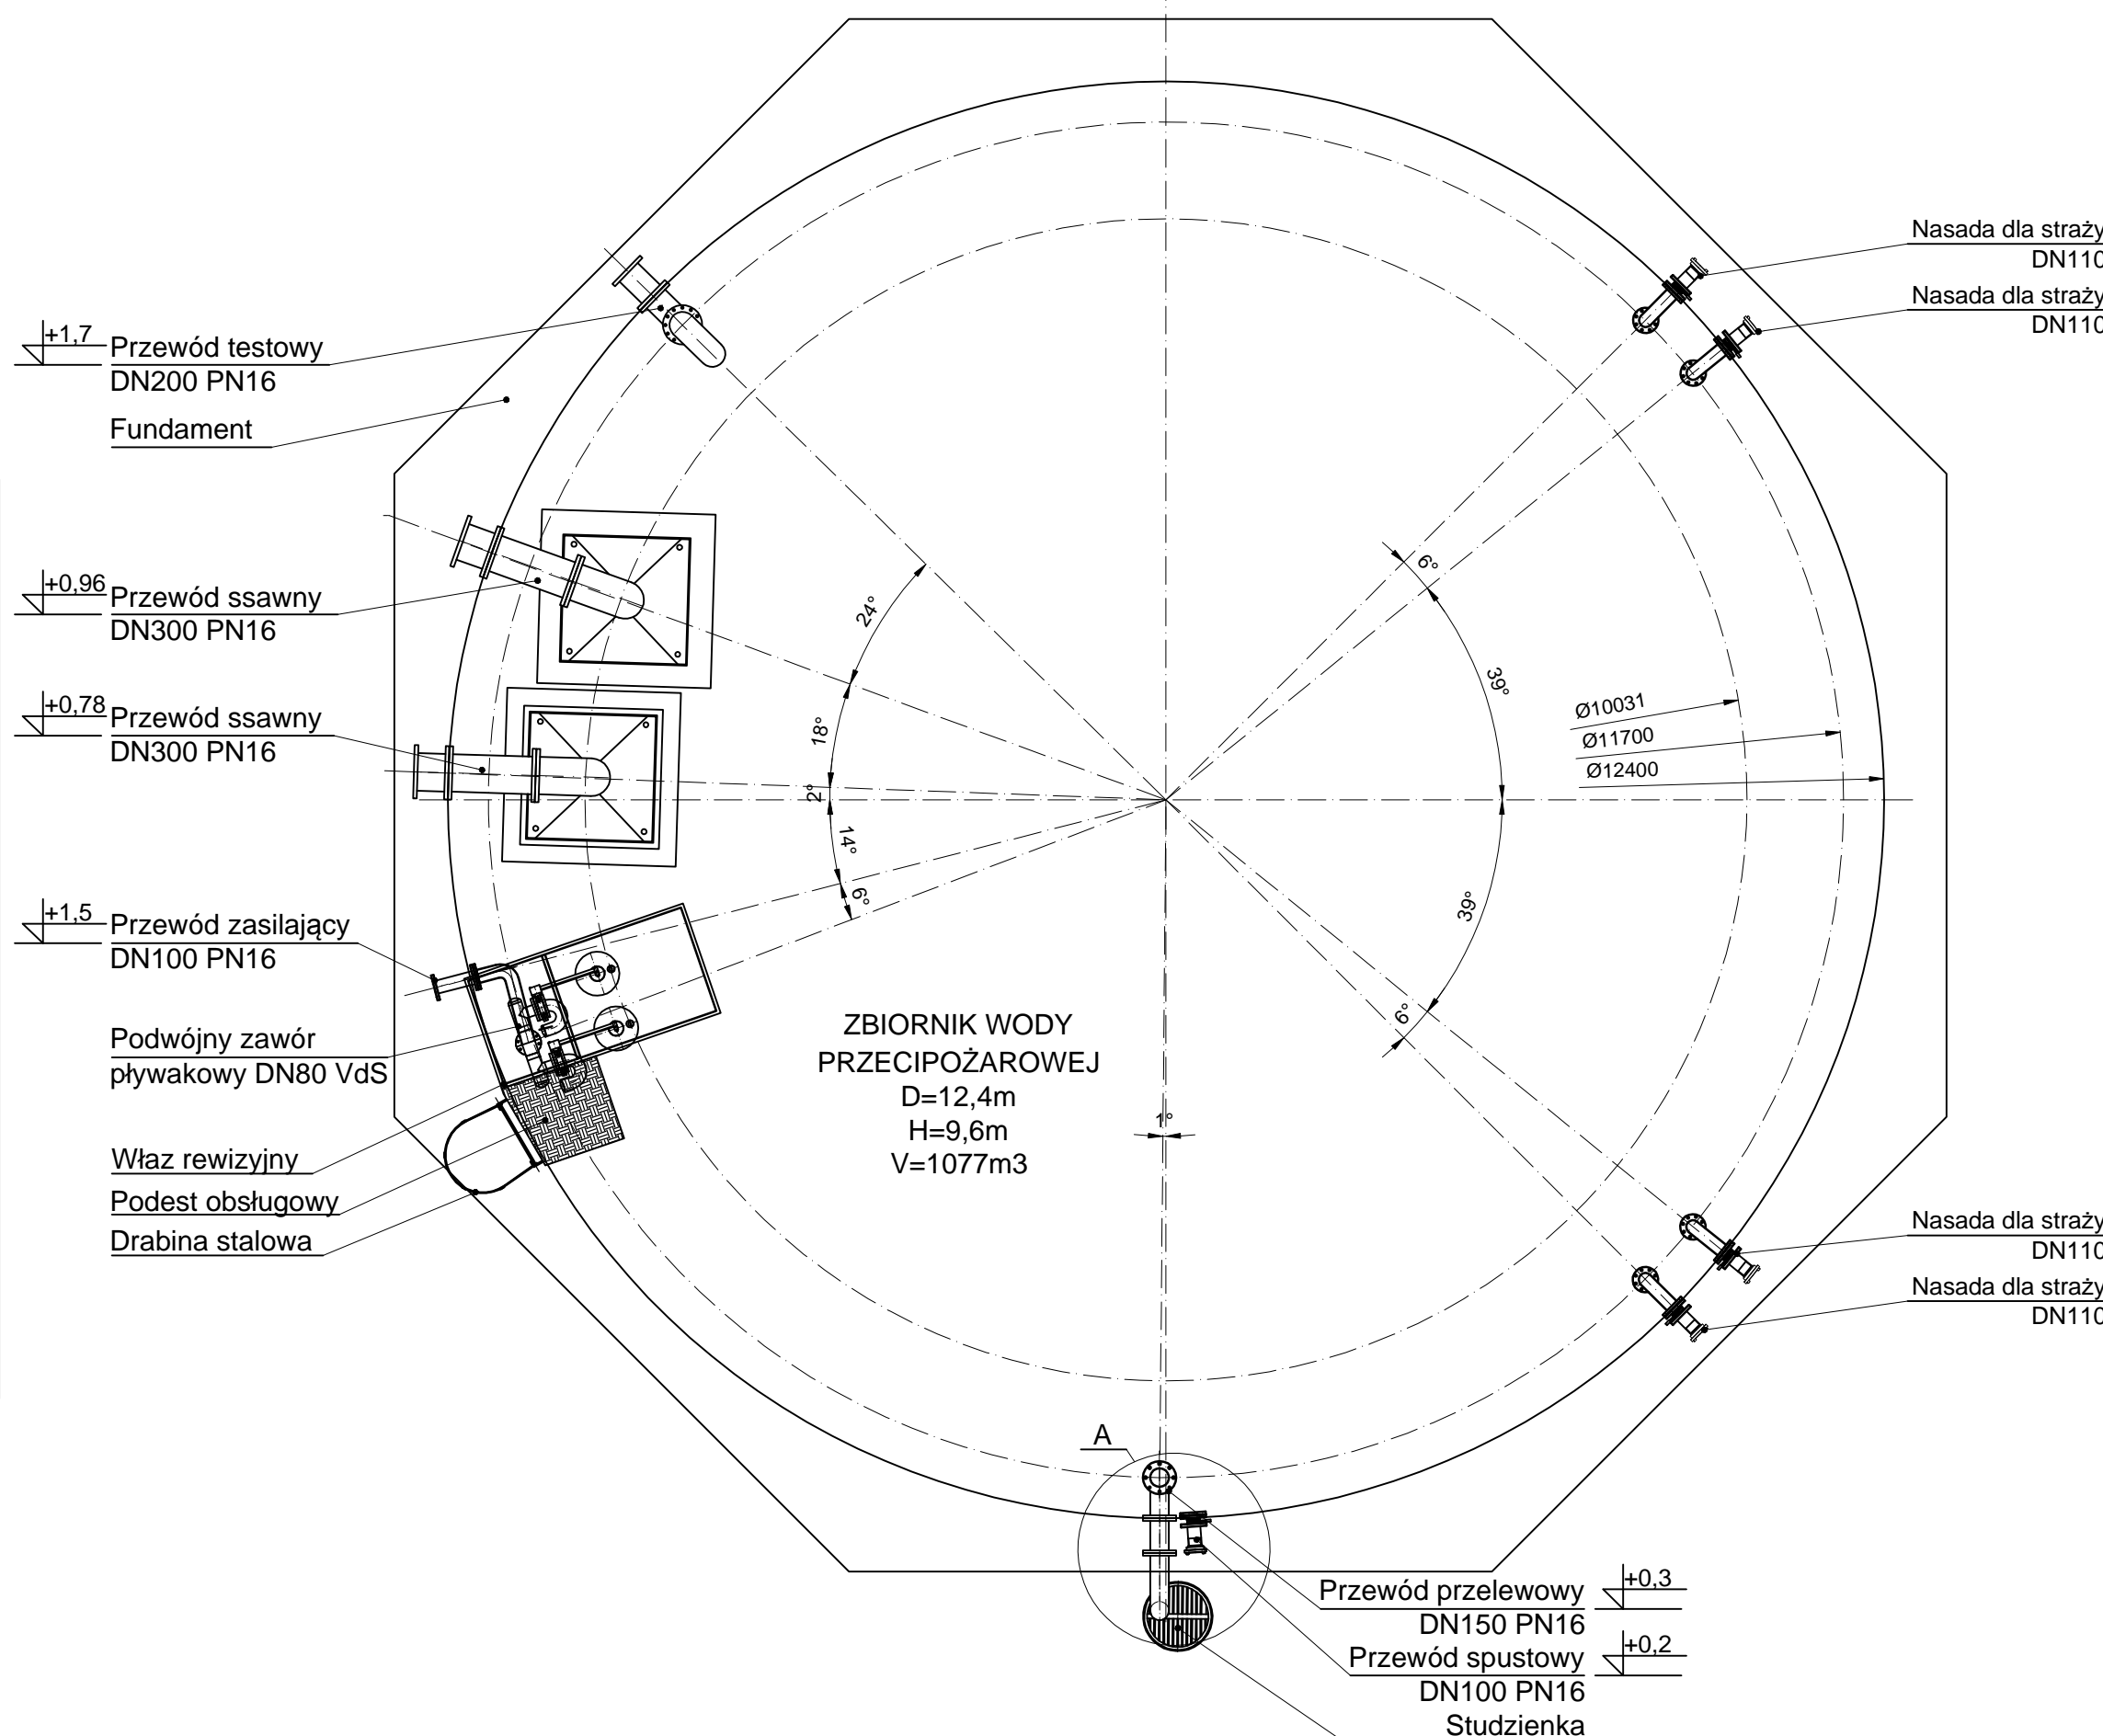 +1,7
Przewód testowy
DN200 PN16
Fundament
+0,96
Przewód ssawny
DN300 PN16
+0,78
Przewód ssawny
DN300 PN16
+1,5
Przewód zasilający
DN100 PN16
Podwójny zawór
pływakowy DN80 VdS
Właz rewizyjny
Podest obsługowy
Drabina stalowa
24°
18°
2°
14°
6°
ZBIORNIK WODY
PRZECIPOŻAROWEJ
D=12,4m
H=9,6m
V=1077m3
1°
6°
39°
39°
6°
Ø10031
Ø11700
Ø12400
Nasada dla straży
DN110
Nasada dla straży
DN110
Nasada dla straży
DN110
Nasada dla straży
DN110
A
Przewód przelewowy
DN150 PN16
+0,3
Przewód spustowy
DN100 PN16
+0,2
Studzienka